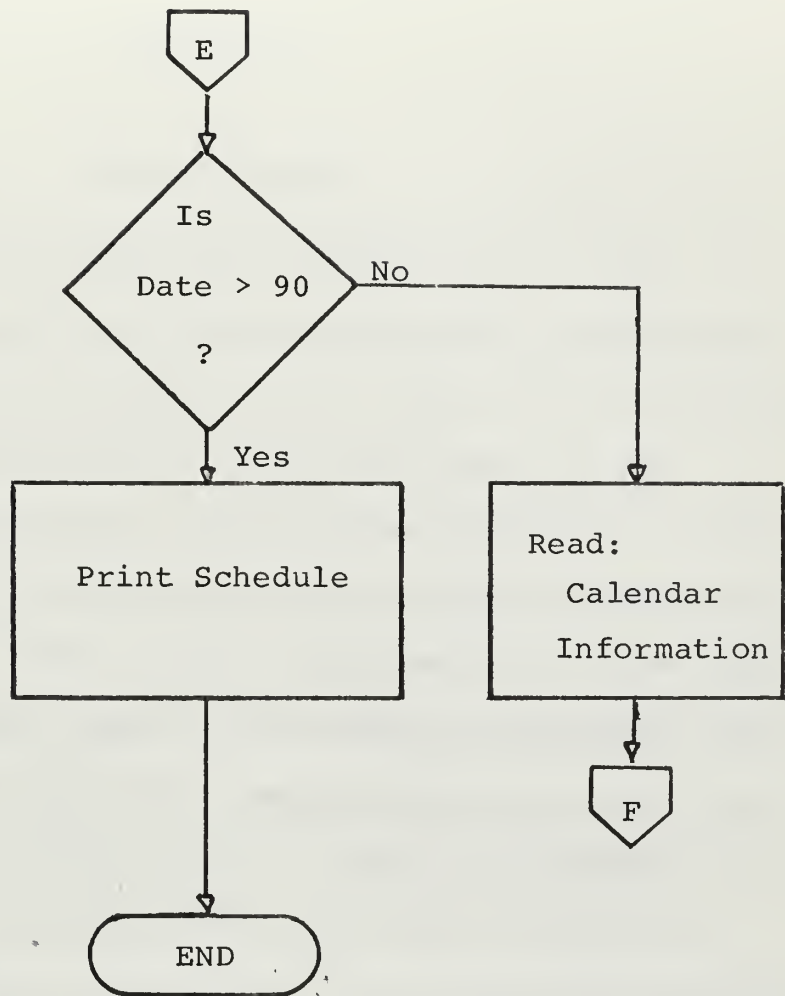 E
Is
Date > 90
?
No
Yes
Print Schedule
Read:
Calendar
Information
F
END